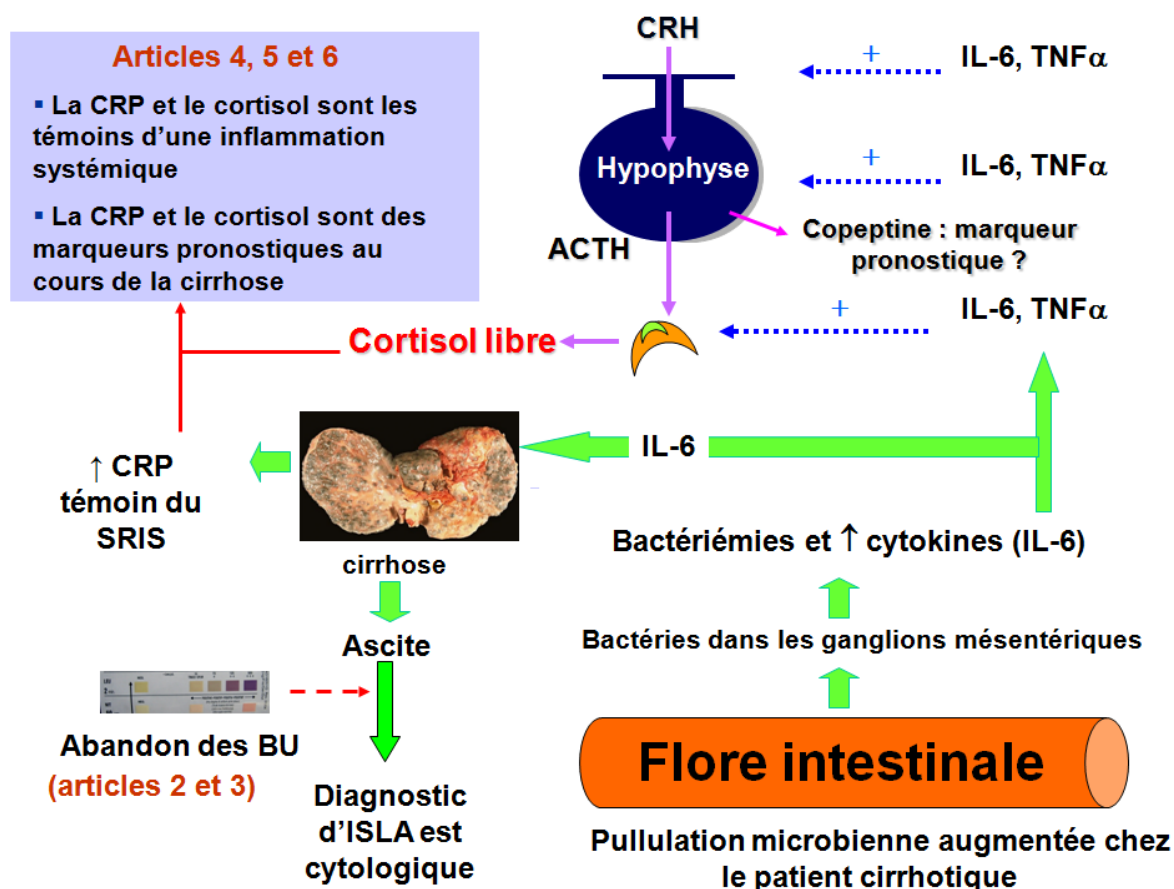 Articles 4, 5 et 6
▪ La CRP et le cortisol sont les
témoins d'une inflammation
systémique
▪ La CRP et le cortisol sont des
marqueurs pronostiques au
cours de la cirrhose
CRH
+
IL-6, TNFα
Hypophyse
+
IL-6, TNFα
ACTH
Copeptine : marqueur
pronostique ?
+
IL-6, TNFα
Cortisol libre
IL-6
↑ CRP
témoin du
SRIS
cirrhose
Bactériémies et ↑ cytokines (IL-6)
Ascite
Bactéries dans les ganglions mésentériques
Abandon des BU
(articles 2 et 3)
Diagnostic
d'ISLA est
cytologique
Flore intestinale
Pullulation microbienne augmentée chez
le patient cirrhotique